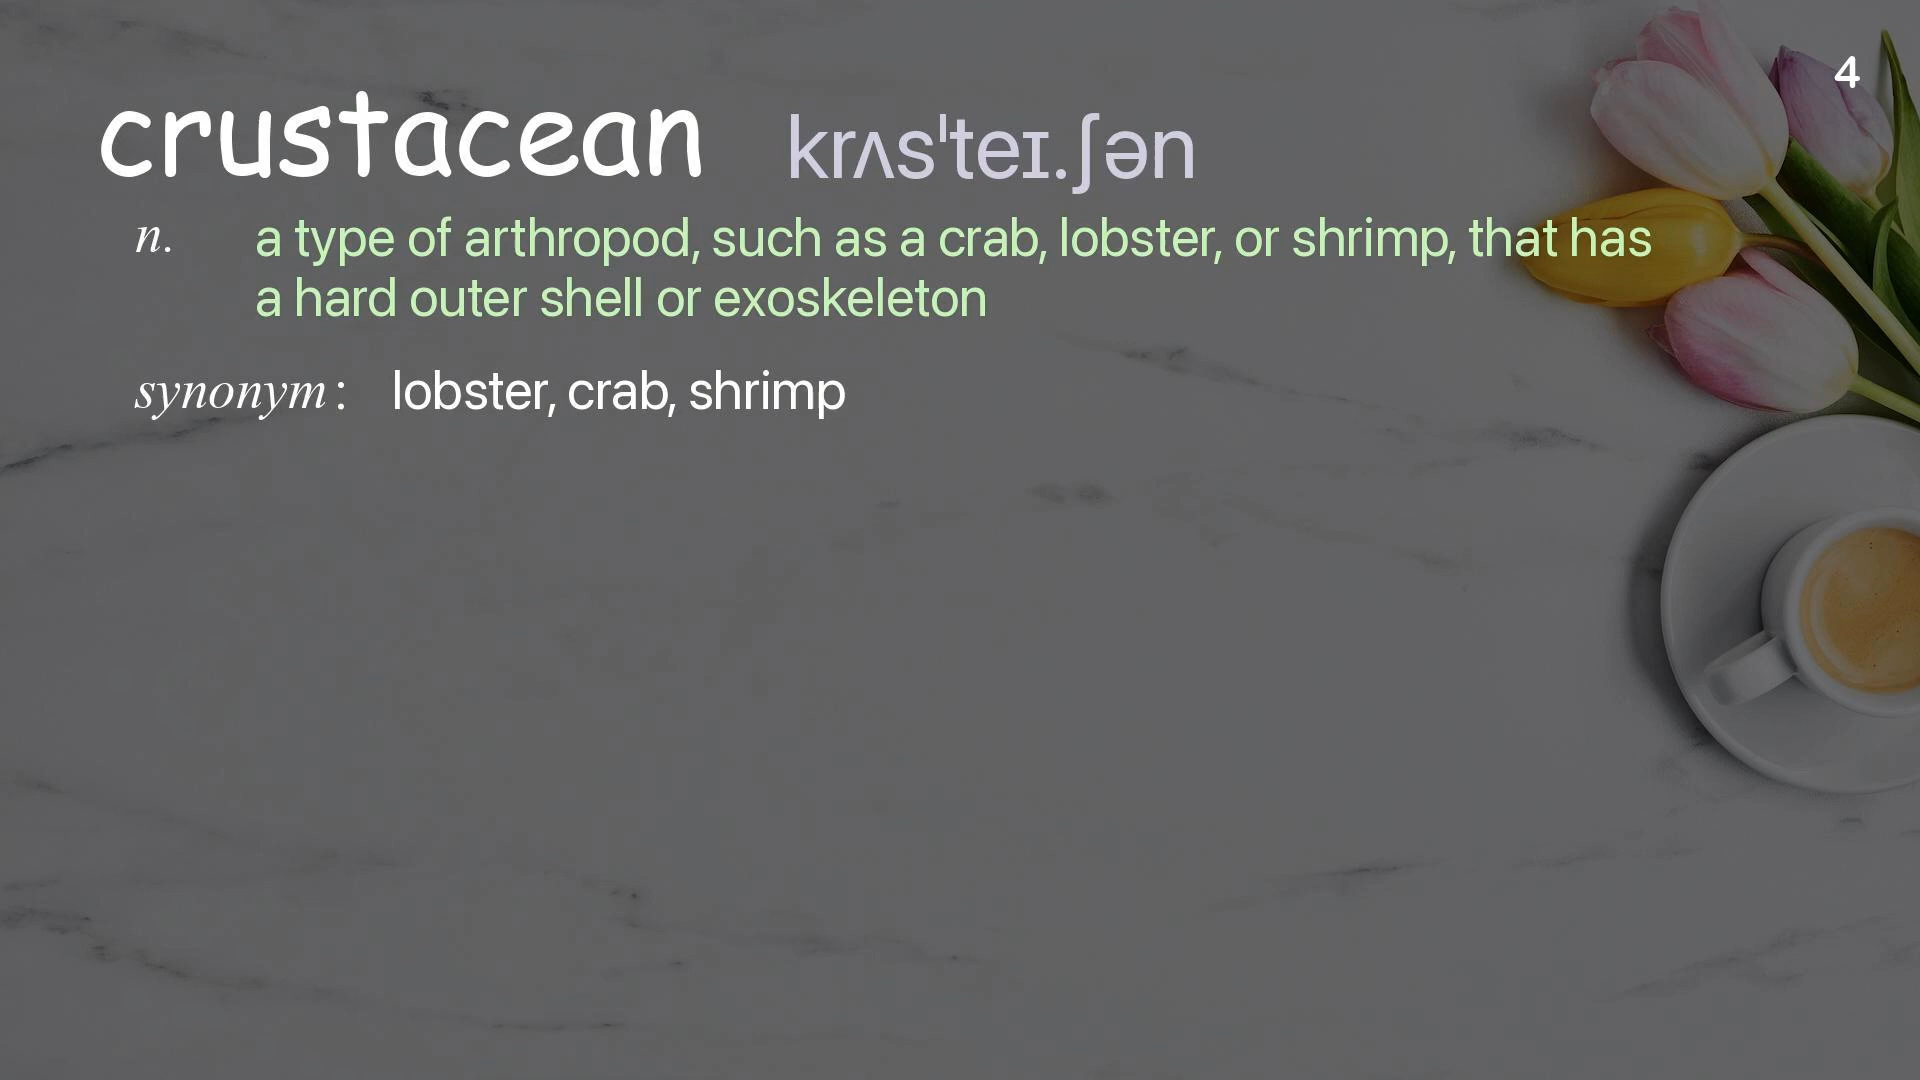 4
crustacean krʌsˈteɪ.ʃən
n. a type of arthropod, such as a crab, lobster, or shrimp, that has
a hard outer shell or exoskeleton
synonym: lobster, crab, shrimp